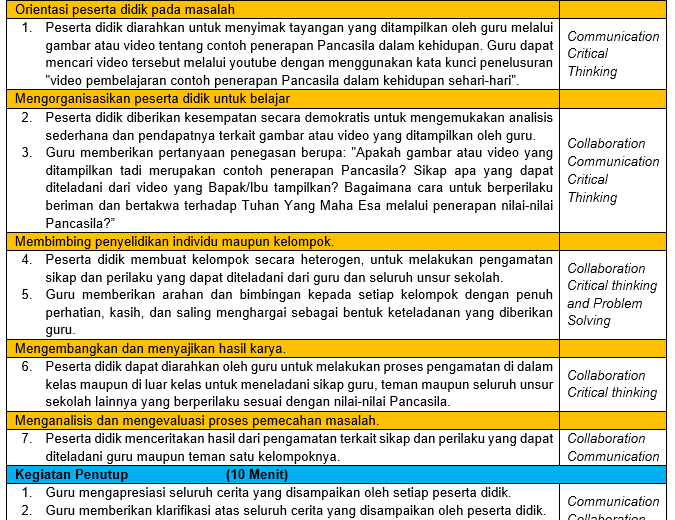 Orientasi peserta didik pada masalah
1. Peserta didik diarahkan untuk menyimak tayangan yang ditampilkan oleh guru melalui
gambar atau video tentang contoh penerapan Pancasila dalam kehidupan. Guru dapat
mencari video tersebut melalui youtube dengan menggunakan kata kunci penelusuran
"video pembelajaran contoh penerapan Pancasila dalam kehidupan sehari-hari".
Communication
Critical
Thinking
Mengorganisasikan peserta didik untuk belajar
2. Peserta didik diberikan kesempatan secara demokratis untuk mengemukakan analisis
sederhana dan pendapatnya terkait gambar atau video yang ditampilkan oleh guru.
3. Guru memberikan pertanyaan penegasan berupa: "Apakah gambar atau video yang
ditampilkan tadi merupakan contoh penerapan Pancasila? Sikap apa yang dapat
diteladani dari video yang Bapak/Ibu tampilkan? Bagaimana cara untuk berperilaku
beriman dan bertakwa terhadap Tuhan Yang Maha Esa melalui penerapan nilai-nilai
Pancasila?”
Collaboration
Communication
Critical
Thinking
Membimbing penyelidikan individu maupun kelompok.
4. Peserta didik membuat kelompok secara heterogen, untuk melakukan pengamatan
sikap dan perilaku yang dapat diteladani dari guru dan seluruh unsur sekolah.
5. Guru memberikan arahan dan bimbingan kepada setiap kelompok dengan penuh
perhatian, kasih, dan saling menghargai sebagai bentuk keteladanan yang diberikan
guru.
Collaboration
Critical thinking
and Problem
Solving
Mengembangkan dan menyajikan hasil karya.
6. Peserta didik dapat diarahkan oleh guru untuk melakukan proses pengamatan di dalam
kelas maupun di luar kelas untuk meneladani sikap guru, teman maupun seluruh unsur
sekolah lainnya yang berperilaku sesuai dengan nilai-nilai Pancasila.
Collaboration
Critical thinking
Menganalisis dan mengevaluasi proses pemecahan masalah.
7. Peserta didik menceritakan hasil dari pengamatan terkait sikap dan perilaku yang dapat
diteladani guru maupun teman satu kelompoknya.
Collaboration
Communication
Kegiatan Penutup (10 Menit)
1. Guru mengapresiasi seluruh cerita yang disampaikan oleh setiap peserta didik.
2. Guru memberikan klarifikasi atas seluruh cerita yang disampaikan oleh peserta didik.
Communication
Collaboration